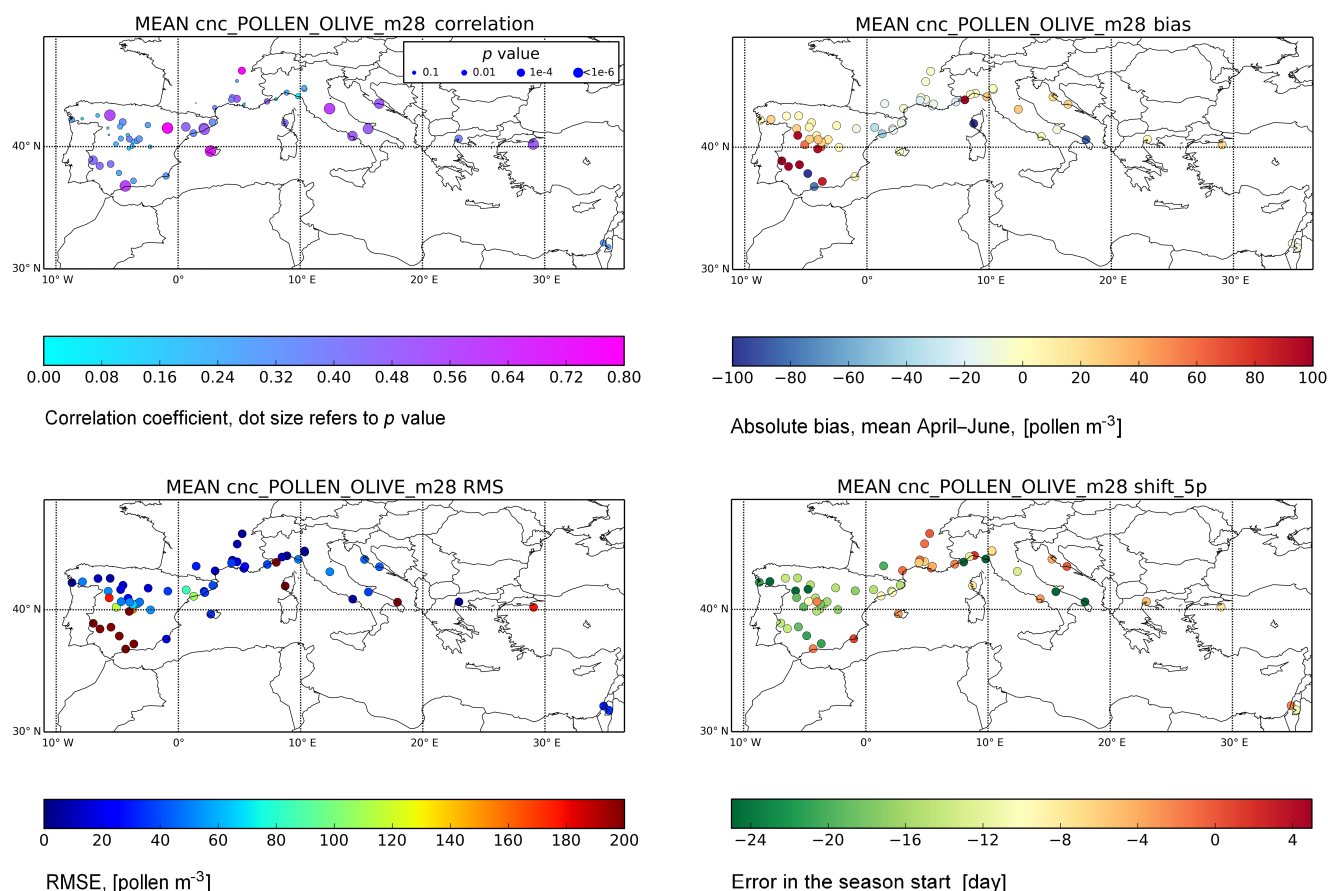 MEAN cnc_POLLEN_OLIVE_m28 correlation
p value
0.1 0.01 1e-4 <1e-6
40° N
30° N
10° W 0° 10° E 20° E 30° E
0.00 0.08 0.16 0.24 0.32 0.40 0.48 0.56 0.64 0.72 0.80
Correlation coefficient, dot size refers to p value
MEAN cnc_POLLEN_OLIVE_m28 bias
40° N
30° N
10° W 0° 10° E 20° E 30° E
−100 −80 −60 −40 −20 0 20 40 60 80 100
Absolute bias, mean April–June, [pollen m⁻³]
MEAN cnc_POLLEN_OLIVE_m28 RMS
40° N
30° N
10° W 0° 10° E 20° E 30° E
0 20 40 60 80 100 120 140 160 180 200
RMSE, [pollen m⁻³]
MEAN cnc_POLLEN_OLIVE_m28 shift_5p
40° N
30° N
10° W 0° 10° E 20° E 30° E
−24 −20 −16 −12 −8 −4 0 4
Error in the season start [day]